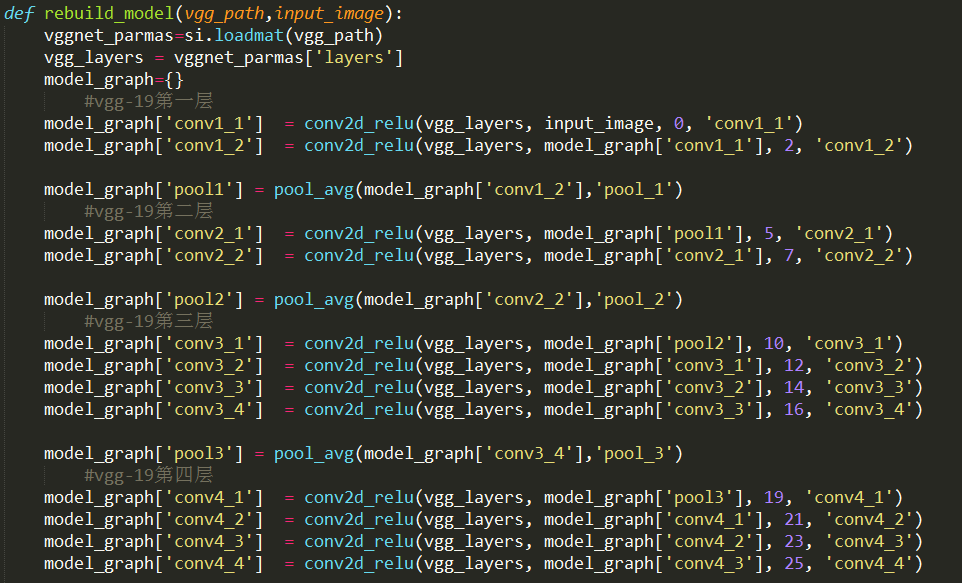 def rebuild_model(vgg_path,input_image):
    vggnet_parmas=si.loadmat(vgg_path)
    vgg_layers = vggnet_parmas['layers']
    model_graph={}
        #vgg-19第一层
    model_graph['conv1_1']  = conv2d_relu(vgg_layers, input_image, 0, 'conv1_1')
    model_graph['conv1_2']  = conv2d_relu(vgg_layers, model_graph['conv1_1'], 2, 'conv1_2')

    model_graph['pool1'] = pool_avg(model_graph['conv1_2'],'pool_1')
        #vgg-19第二层
    model_graph['conv2_1']  = conv2d_relu(vgg_layers, model_graph['pool1'], 5, 'conv2_1')
    model_graph['conv2_2']  = conv2d_relu(vgg_layers, model_graph['conv2_1'], 7, 'conv2_2')

    model_graph['pool2'] = pool_avg(model_graph['conv2_2'],'pool_2')
        #vgg-19第三层
    model_graph['conv3_1']  = conv2d_relu(vgg_layers, model_graph['pool2'], 10, 'conv3_1')
    model_graph['conv3_2']  = conv2d_relu(vgg_layers, model_graph['conv3_1'], 12, 'conv3_2')
    model_graph['conv3_3']  = conv2d_relu(vgg_layers, model_graph['conv3_2'], 14, 'conv3_3')
    model_graph['conv3_4']  = conv2d_relu(vgg_layers, model_graph['conv3_3'], 16, 'conv3_4')

    model_graph['pool3'] = pool_avg(model_graph['conv3_4'],'pool_3')
        #vgg-19第四层
    model_graph['conv4_1']  = conv2d_relu(vgg_layers, model_graph['pool3'], 19, 'conv4_1')
    model_graph['conv4_2']  = conv2d_relu(vgg_layers, model_graph['conv4_1'], 21, 'conv4_2')
    model_graph['conv4_3']  = conv2d_relu(vgg_layers, model_graph['conv4_2'], 23, 'conv4_3')
    model_graph['conv4_4']  = conv2d_relu(vgg_layers, model_graph['conv4_3'], 25, 'conv4_4')